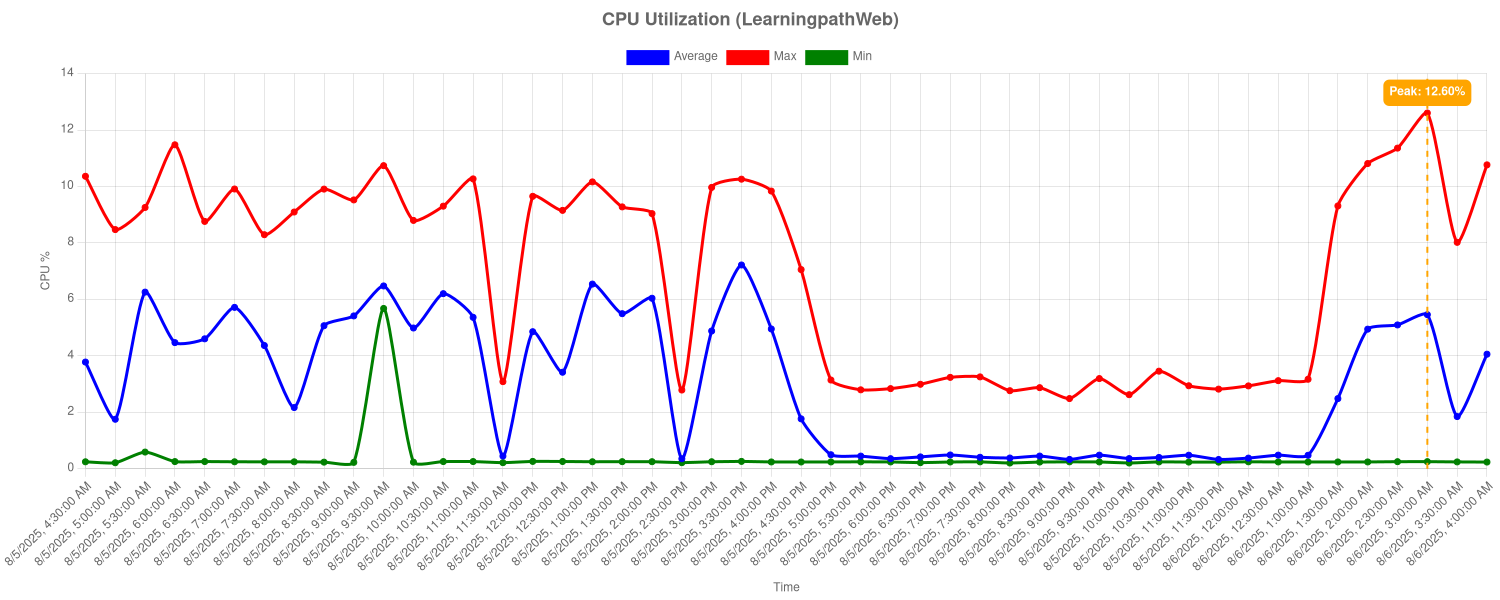 CPU Utilization (LearningpathWeb)
Average Max Min
Peak: 12.60%
14
12
10
8
6
4
2
0
CPU %
8/5/2025, 4:30:00 AM
8/5/2025, 5:00:00 AM
8/5/2025, 5:30:00 AM
8/5/2025, 6:00:00 AM
8/5/2025, 6:30:00 AM
8/5/2025, 7:00:00 AM
8/5/2025, 7:30:00 AM
8/5/2025, 8:00:00 AM
8/5/2025, 8:30:00 AM
8/5/2025, 9:00:00 AM
8/5/2025, 9:30:00 AM
8/5/2025, 10:00:00 AM
8/5/2025, 10:30:00 AM
8/5/2025, 11:00:00 AM
8/5/2025, 11:30:00 AM
8/5/2025, 12:00:00 PM
8/5/2025, 12:30:00 PM
8/5/2025, 1:00:00 PM
8/5/2025, 1:30:00 PM
8/5/2025, 2:00:00 PM
8/5/2025, 2:30:00 PM
8/5/2025, 3:00:00 PM
8/5/2025, 3:30:00 PM
8/5/2025, 4:00:00 PM
8/5/2025, 4:30:00 PM
8/5/2025, 5:00:00 PM
8/5/2025, 5:30:00 PM
8/5/2025, 6:00:00 PM
8/5/2025, 6:30:00 PM
8/5/2025, 7:00:00 PM
8/5/2025, 7:30:00 PM
8/5/2025, 8:00:00 PM
8/5/2025, 8:30:00 PM
8/5/2025, 9:00:00 PM
8/5/2025, 9:30:00 PM
8/5/2025, 10:00:00 PM
8/5/2025, 10:30:00 PM
8/5/2025, 11:00:00 PM
8/5/2025, 11:30:00 PM
8/6/2025, 12:00:00 AM
8/6/2025, 12:30:00 AM
8/6/2025, 1:00:00 AM
8/6/2025, 1:30:00 AM
8/6/2025, 2:00:00 AM
8/6/2025, 2:30:00 AM
8/6/2025, 3:00:00 AM
8/6/2025, 3:30:00 AM
8/6/2025, 4:00:00 AM
Time